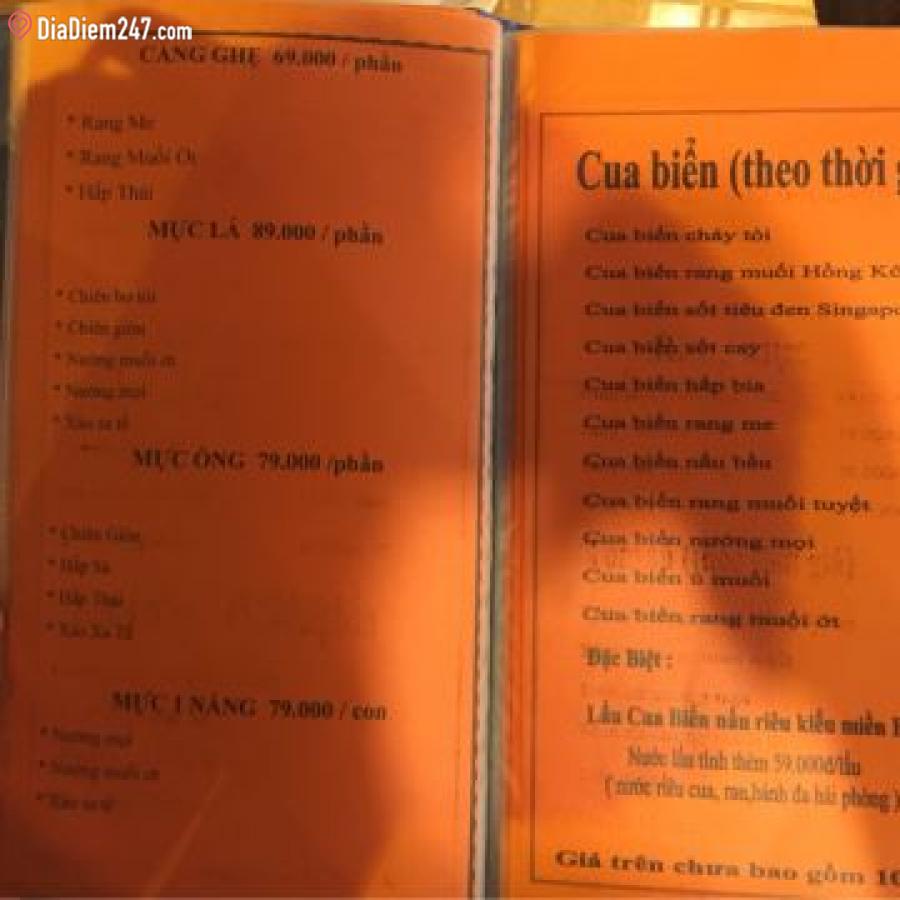 DiaDiem247.com
CÀNG GHẸ 69.000 / phần
* Rang Me
* Rang Muối Ớt
* Hấp Thái
MỰC LÁ 89.000 / phần
* Chiên bơ tỏi
* Chiên giòn
* Nướng muối ớt
* Nướng mọi
* Xào sa tế
MỰC ỐNG 79.000 /phần
* Chiên Giòn
* Hấp Sả
* Hấp Thái
* Xào Xa Tế
MỰC 1 NẮNG 79.000 / con
* Nướng mọi
* Nướng muối ớt
* Xào sa tế
Cua biển (theo thời
Cua biển cháy tỏi
Cua biển rang muối Hồng Kô
Cua biển sốt tiêu đen Singapo
Cua biển sốt cay
Cua biển hấp bia
Cua biển rang me
Cua biển nấu bầu
Cua biển rang muối tuyết
Cua biển nướng mọi
Cua biển ủ muối
Cua biển rang muối ớt
Đặc Biệt :
Lẩu Cua Biển nấu riêu kiểu miền
Nước lẩu tính thêm 59.000đ/lẩu
( nước riêu cua, rau,bánh đa hải phòng )
Giá trên chưa bao gồm 10